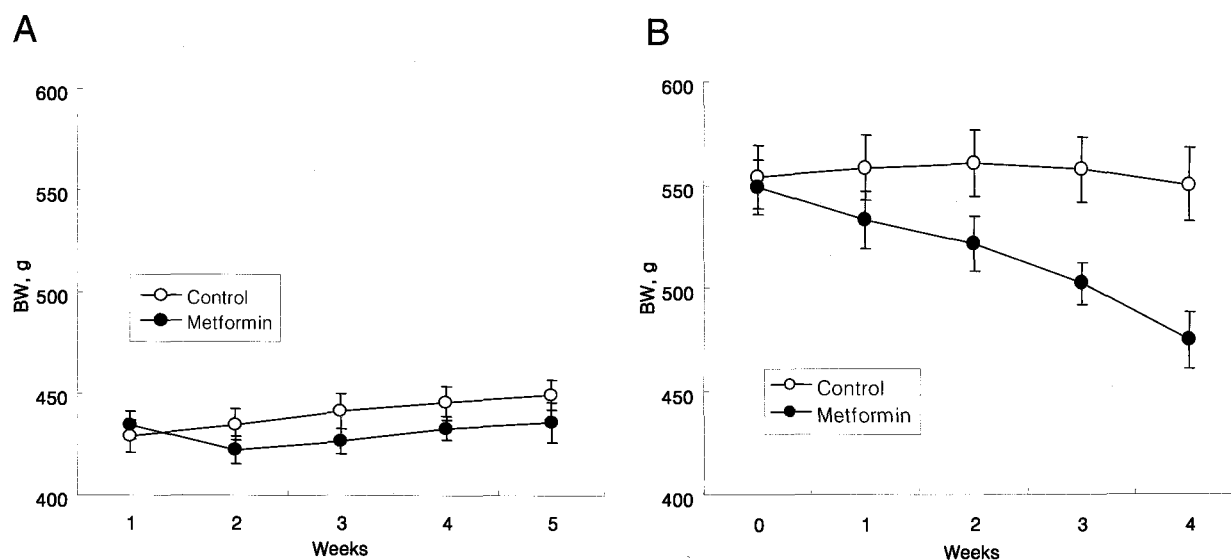 A
600
550
500
450
400
BW, g
Control
Metformin
1 2 3 4 5
Weeks
B
600
550
500
450
400
BW, g
Control
Metformin
0 1 2 3 4
Weeks